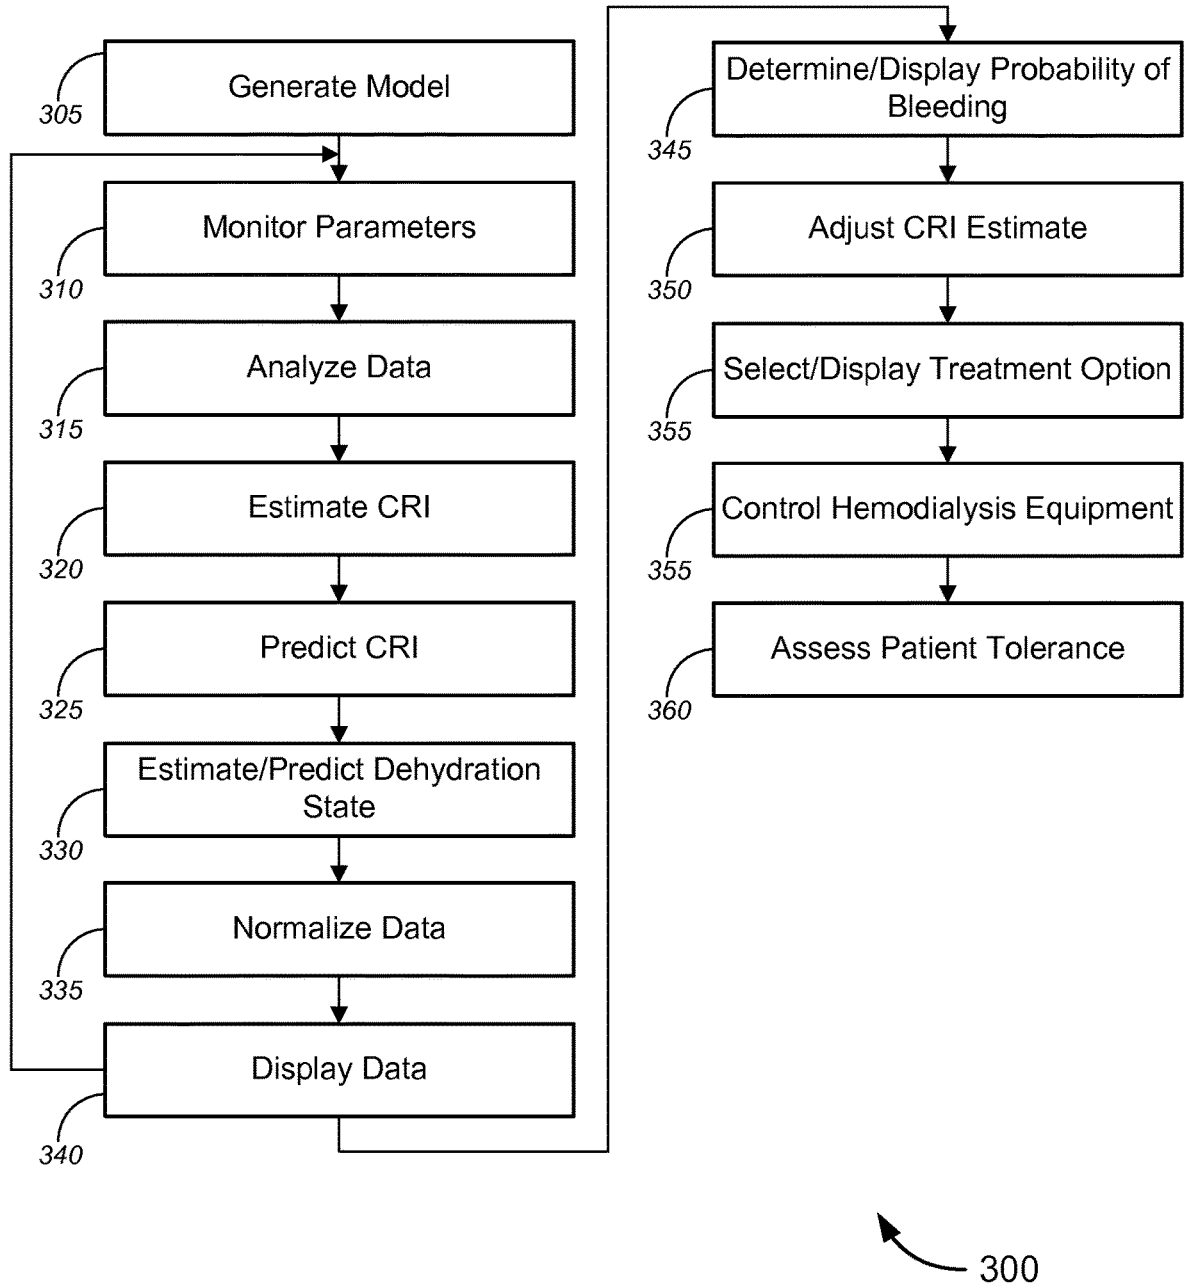 Generate Model
305
Monitor Parameters
310
Analyze Data
315
Estimate CRI
320
Predict CRI
325
Estimate/Predict Dehydration
State
330
Normalize Data
335
Display Data
340
Determine/Display Probability of
Bleeding
345
Adjust CRI Estimate
350
Select/Display Treatment Option
355
Control Hemodialysis Equipment
355
Assess Patient Tolerance
360
300